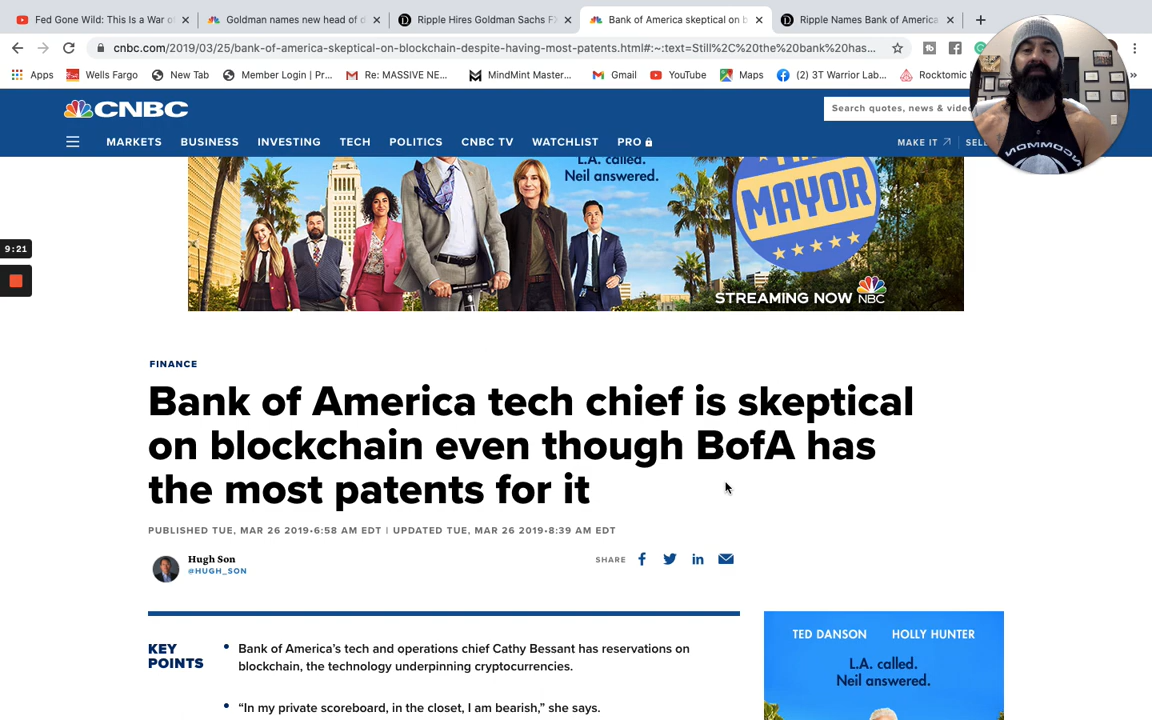 Fed Gone Wild: This Is a War o
Goldman names new head of d
Ripple Hires Goldman Sachs FX
Bank of America skeptical on b
Ripple Names Bank of America
cnbc.com/2019/03/25/bank-of-america-skeptical-on-blockchain-despite-having-most-patents.html#:~:text=Still%2C%20the%20bank%20has...
Apps
Wells Fargo
New Tab
Member Login | Pr...
Re: MASSIVE NE...
MindMint Master...
Gmail
YouTube
Maps
(2) 3T Warrior Lab...
Rocktomic
CNBC
Search quotes, news & vide
MARKETS BUSINESS INVESTING TECH POLITICS CNBC TV WATCHLIST PRO
MAKE IT
SEL
NOMMOM
L.A. called.
Neil answered.
MAYOR
STREAMING NOW NBC
9:21
FINANCE
Bank of America tech chief is skeptical
on blockchain even though BofA has
the most patents for it
PUBLISHED TUE, MAR 26 2019•6:58 AM EDT | UPDATED TUE, MAR 26 2019•8:39 AM EDT
Hugh Son
@HUGH_SON
SHARE
KEY
POINTS
Bank of America's tech and operations chief Cathy Bessant has reservations on
blockchain, the technology underpinning cryptocurrencies.
“In my private scoreboard, in the closet, I am bearish,” she says.
TED DANSON HOLLY HUNTER
L.A. called.
Neil answered.